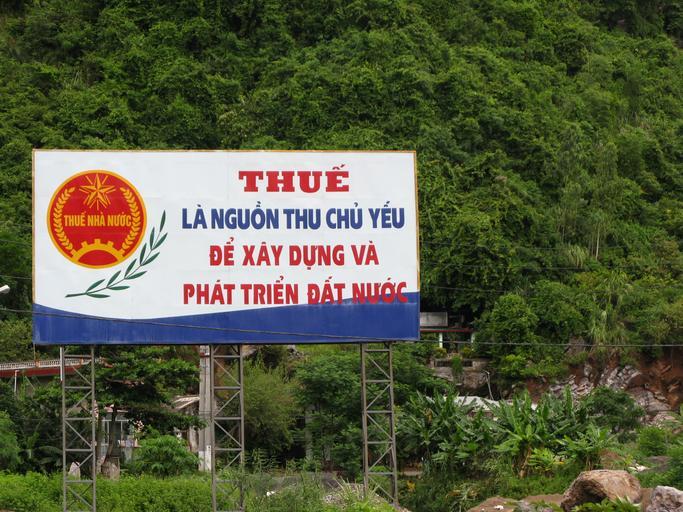 THUẾ
LÀ NGUỒN THU CHỦ YẾU
ĐỂ XÂY DỰNG VÀ
PHÁT TRIỂN ĐẤT NƯỚC
THUẾ NHÀ NƯỚC